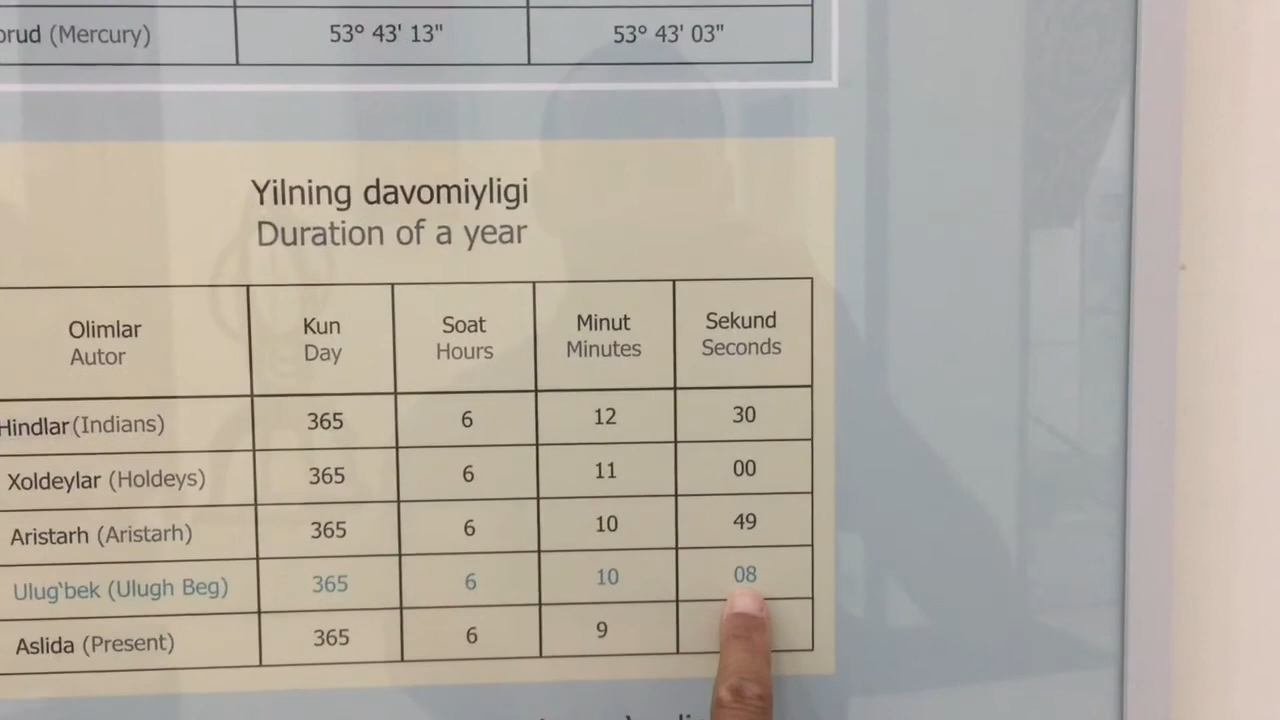 (Mercury) 53° 43' 13" 53° 43' 03"
Yilning davomiyligi
Duration of a year
Olimlar Kun Soat Minut Sekund
Autor Day Hours Minutes Seconds
Hindlar (Indians) 365 6 12 30
Xoldeylar (Holdeys) 365 6 11 00
Aristarh (Aristarh) 365 6 10 49
Ulug‘bek (Ulugh Beg) 365 6 10 08
Aslida (Present) 365 6 9